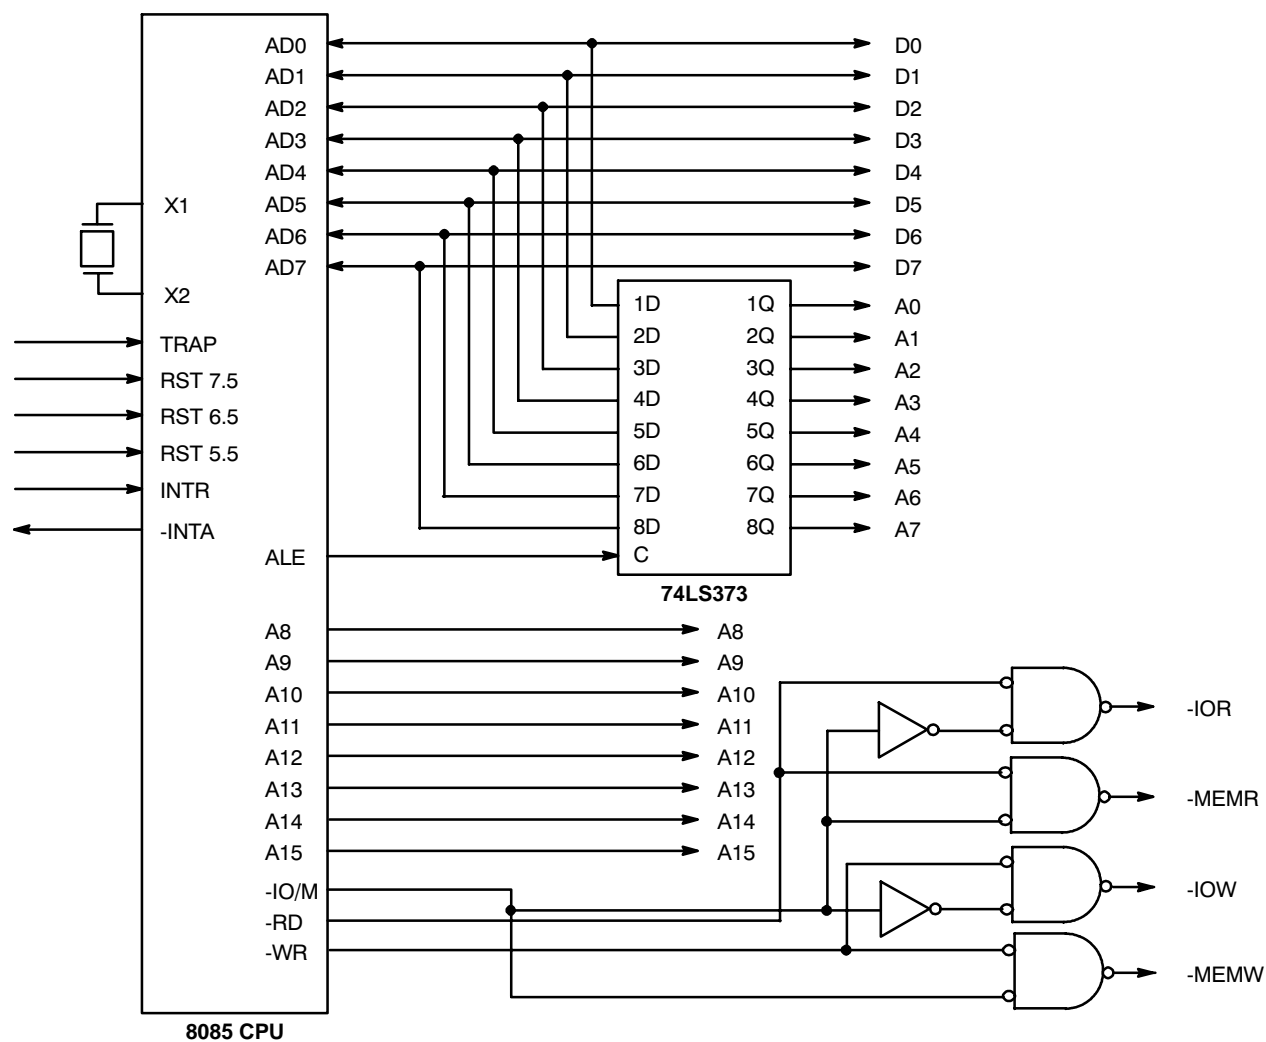 AD0 D0
AD1 D1
AD2 D2
AD3 D3
AD4 D4
X1 AD5 D5
AD6 D6
AD7 D7
X2 1D 1Q A0
TRAP 2D 2Q A1
RST 7.5 3D 3Q A2
RST 6.5 4D 4Q A3
5D 5Q A4
RST 5.5 6D 6Q A5
INTR 7D 7Q A6
-INTA 8D 8Q A7
ALE C
74LS373
A8 A8
A9 A9
A10 A10
A11 A11 -IOR
A12 A12
A13 A13 -MEMR
A14 A14
A15 A15
-IO/M -IOW
-RD
-WR
-MEMW
8085 CPU